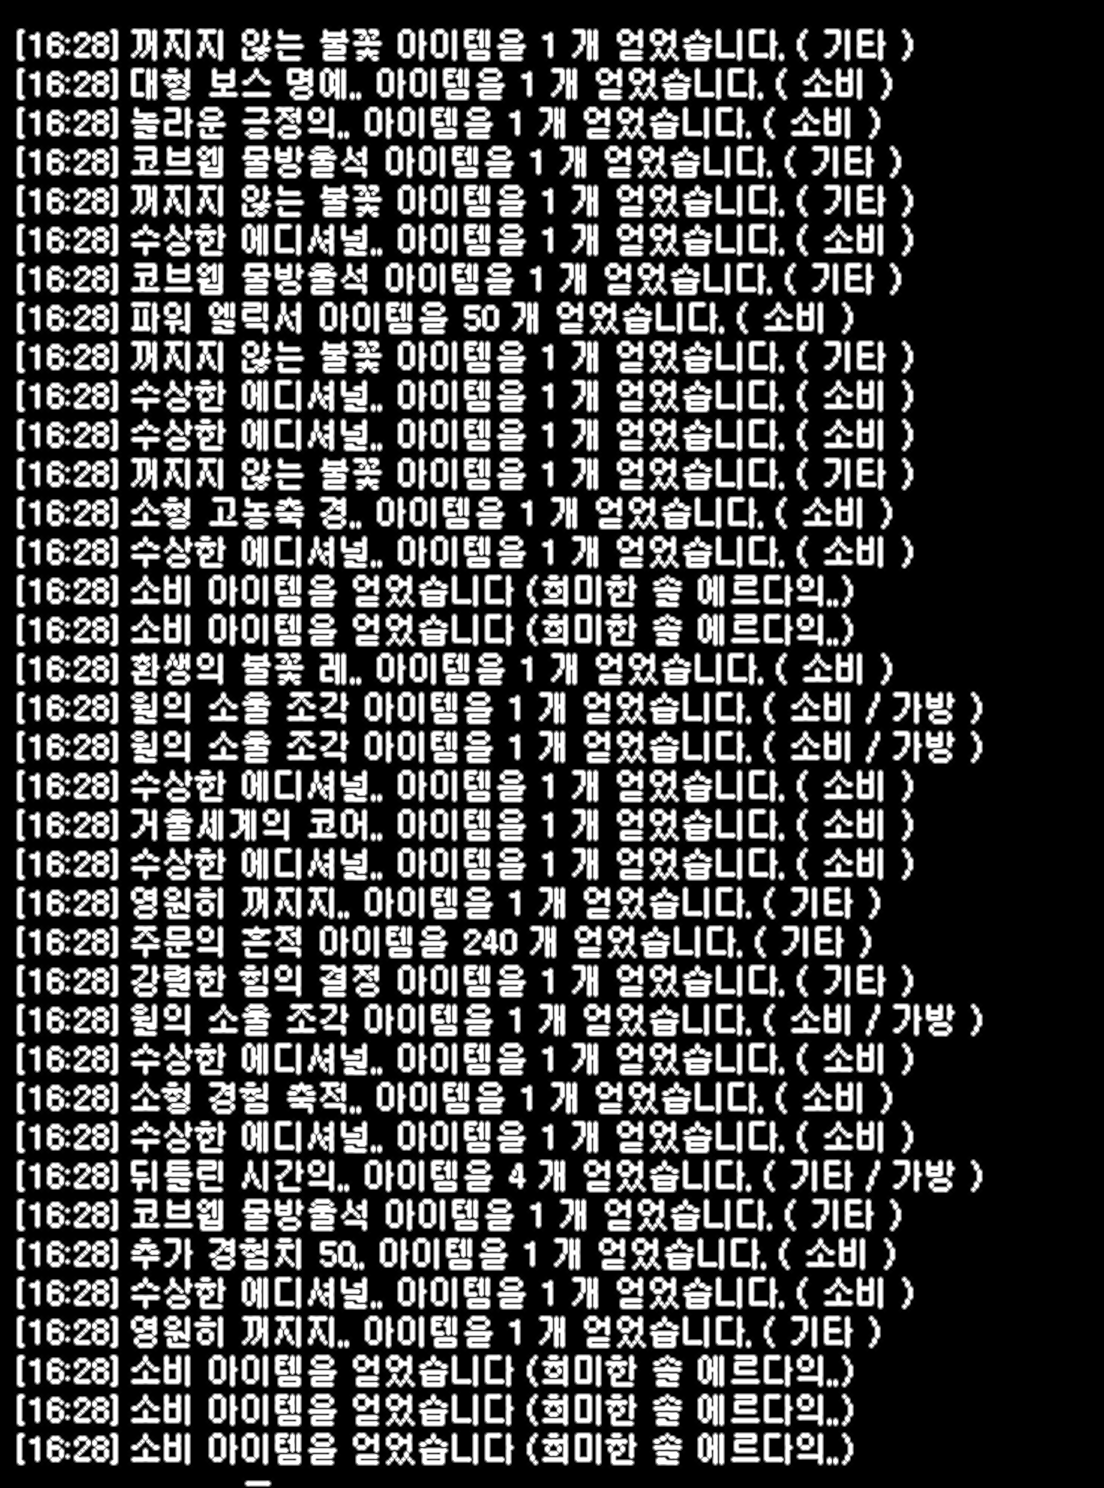 [16:28] 꺼지지 않는 불꽃 아이템을 1 개 얻었습니다. ( 기타 )
[16:28] 대형 보스 명예.. 아이템을 1 개 얻었습니다. ( 소비 )
[16:28] 놀라운 긍정의.. 아이템을 1 개 얻었습니다. ( 소비 )
[16:28] 코브웹 물방울석 아이템을 1 개 얻었습니다. ( 기타 )
[16:28] 꺼지지 않는 불꽃 아이템을 1 개 얻었습니다. ( 기타 )
[16:28] 수상한 에디셔널.. 아이템을 1 개 얻었습니다. ( 소비 )
[16:28] 코브웹 물방울석 아이템을 1 개 얻었습니다. ( 기타 )
[16:28] 파워 엘릭서 아이템을 50 개 얻었습니다. ( 소비 )
[16:28] 꺼지지 않는 불꽃 아이템을 1 개 얻었습니다. ( 기타 )
[16:28] 수상한 에디셔널.. 아이템을 1 개 얻었습니다. ( 소비 )
[16:28] 수상한 에디셔널.. 아이템을 1 개 얻었습니다. ( 소비 )
[16:28] 꺼지지 않는 불꽃 아이템을 1 개 얻었습니다. ( 기타 )
[16:28] 소형 고농축 경.. 아이템을 1 개 얻었습니다. ( 소비 )
[16:28] 수상한 에디셔널.. 아이템을 1 개 얻었습니다. ( 소비 )
[16:28] 소비 아이템을 얻었습니다 (희미한 솔 에르다의..)
[16:28] 소비 아이템을 얻었습니다 (희미한 솔 에르다의..)
[16:28] 환생의 불꽃 레.. 아이템을 1 개 얻었습니다. ( 소비 )
[16:28] 윌의 소울 조각 아이템을 1 개 얻었습니다. ( 소비 / 가방 )
[16:28] 윌의 소울 조각 아이템을 1 개 얻었습니다. ( 소비 / 가방 )
[16:28] 수상한 에디셔널.. 아이템을 1 개 얻었습니다. ( 소비 )
[16:28] 거울세계의 코어.. 아이템을 1 개 얻었습니다. ( 소비 )
[16:28] 수상한 에디셔널.. 아이템을 1 개 얻었습니다. ( 소비 )
[16:28] 영원히 꺼지지.. 아이템을 1 개 얻었습니다. ( 기타 )
[16:28] 주문의 흔적 아이템을 240 개 얻었습니다. ( 기타 )
[16:28] 강렬한 힘의 결정 아이템을 1 개 얻었습니다. ( 기타 )
[16:28] 윌의 소울 조각 아이템을 1 개 얻었습니다. ( 소비 / 가방 )
[16:28] 수상한 에디셔널.. 아이템을 1 개 얻었습니다. ( 소비 )
[16:28] 소형 경험 축적.. 아이템을 1 개 얻었습니다. ( 소비 )
[16:28] 수상한 에디셔널.. 아이템을 1 개 얻었습니다. ( 소비 )
[16:28] 뒤틀린 시간의.. 아이템을 4 개 얻었습니다. ( 기타 / 가방 )
[16:28] 코브웹 물방울석 아이템을 1 개 얻었습니다. ( 기타 )
[16:28] 추가 경험치 50.. 아이템을 1 개 얻었습니다. ( 소비 )
[16:28] 수상한 에디셔널.. 아이템을 1 개 얻었습니다. ( 소비 )
[16:28] 영원히 꺼지지.. 아이템을 1 개 얻었습니다. ( 기타 )
[16:28] 소비 아이템을 얻었습니다 (희미한 솔 에르다의..)
[16:28] 소비 아이템을 얻었습니다 (희미한 솔 에르다의..)
[16:28] 소비 아이템을 얻었습니다 (희미한 솔 에르다의..)